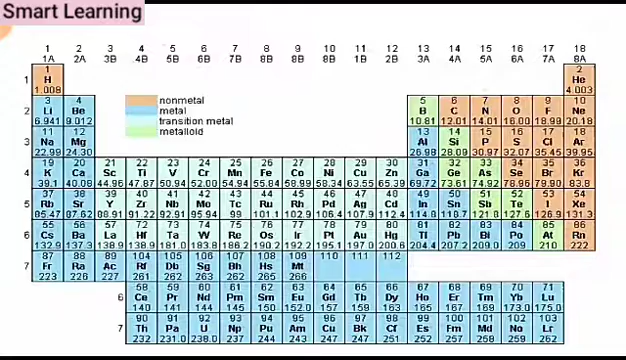 Smart Learning
1 2 3 4 5 6 7 8 9 10 11 12 13 14 15 16 17 18
1A 2A 3B 4B 5B 6B 7B 8B 8B 8B 1B 2B 3A 4A 5A 6A 7A 8A
1 2
1 H He
1.008 4.003
3 4 nonmetal 5 6 7 8 9 10
2 Li Be metal B C N O F Ne
6.941 9.012 transition metal 10.81 12.01 14.01 16.00 18.99 20.18
11 12 metalloid 13 14 15 16 17 18
3 Na Mg Al Si P S Cl Ar
22.99 24.30 26.98 28.09 30.97 32.07 35.45 39.95
19 20 21 22 23 24 25 26 27 28 29 30 31 32 33 34 35 36
4 K Ca Sc Ti V Cr Mn Fe Co Ni Cu Zn Ga Ge As Se Br Kr
39.1 40.08 44.96 47.87 50.94 52.00 54.94 55.84 58.99 58.34 63.55 65.39 69.72 73.61 74.92 78.96 79.90 83.8
37 38 39 40 41 42 43 44 45 46 47 48 49 50 51 52 53 54
5 Rb Sr Y Zr Nb Mo Tc Ru Rh Pd Ag Cd In Sn Sb Te I Xe
85.47 87.62 88.91 91.22 92.91 95.94 99 101.1 102.9 106.4 107.9 112.4 114.8 118.7 121.8 127.6 126.9 131.3
55 56 57 72 73 74 75 76 77 78 79 80 81 82 83 84 85 86
6 Cs Ba La Hf Ta W Re Os Ir Pt Au Hg Tl Pb Bi Po At Rn
132.9 137.3 138.9 178.5 181.0 183.8 186.2 190.2 192.2 195.1 197.0 200.6 204.4 207.2 209.0 209 210 222
87 88 89 104 105 106 107 108 109 110 111 112
7 Fr Ra Ac Rf Db Sg Bh Hs Mt
223 226 227 261 262 263 262 265 266
58 59 60 61 62 63 64 65 66 67 68 69 70 71
6 Ce Pr Nd Pm Sm Eu Gd Tb Dy Ho Er Tm Yb Lu
140 141 144 145 150 152.0 157 159 163 165 167 169 173.0 175.0
90 91 92 93 94 95 96 97 98 99 100 101 102 103
7 Th Pa U Np Pu Am Cu Bk Cf Es Fm Md No Lr
232 231.0 238.0 237 244 243 247 247 251 252 257 258 259 262